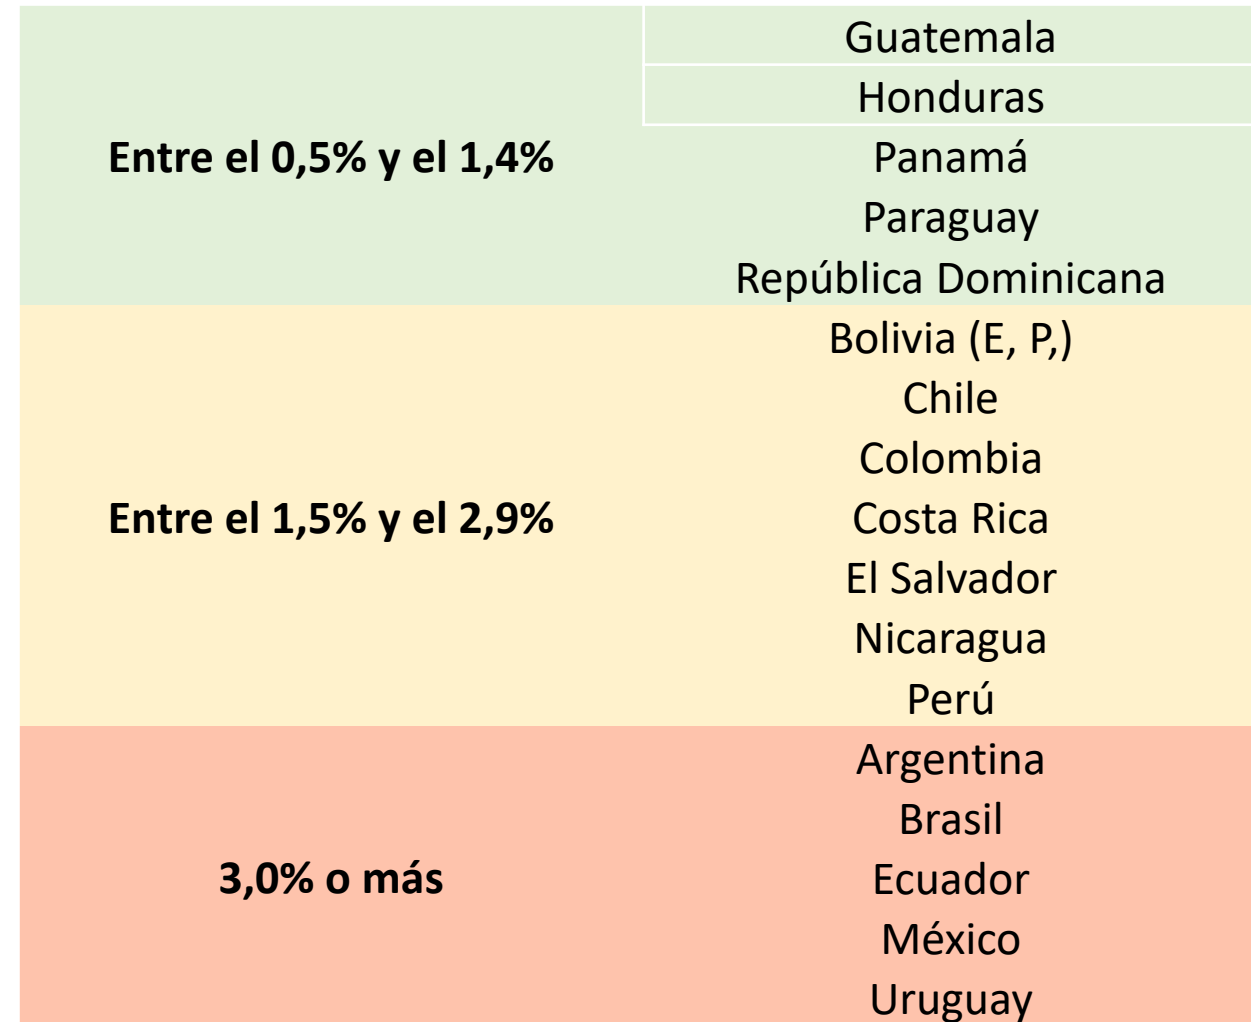 Entre el 0,5% y el 1,4%
Guatemala
Honduras
Panamá
Paraguay
República Dominicana
Entre el 1,5% y el 2,9%
Bolivia (E, P,)
Chile
Colombia
Costa Rica
El Salvador
Nicaragua
Perú
3,0% o más
Argentina
Brasil
Ecuador
México
Uruguay